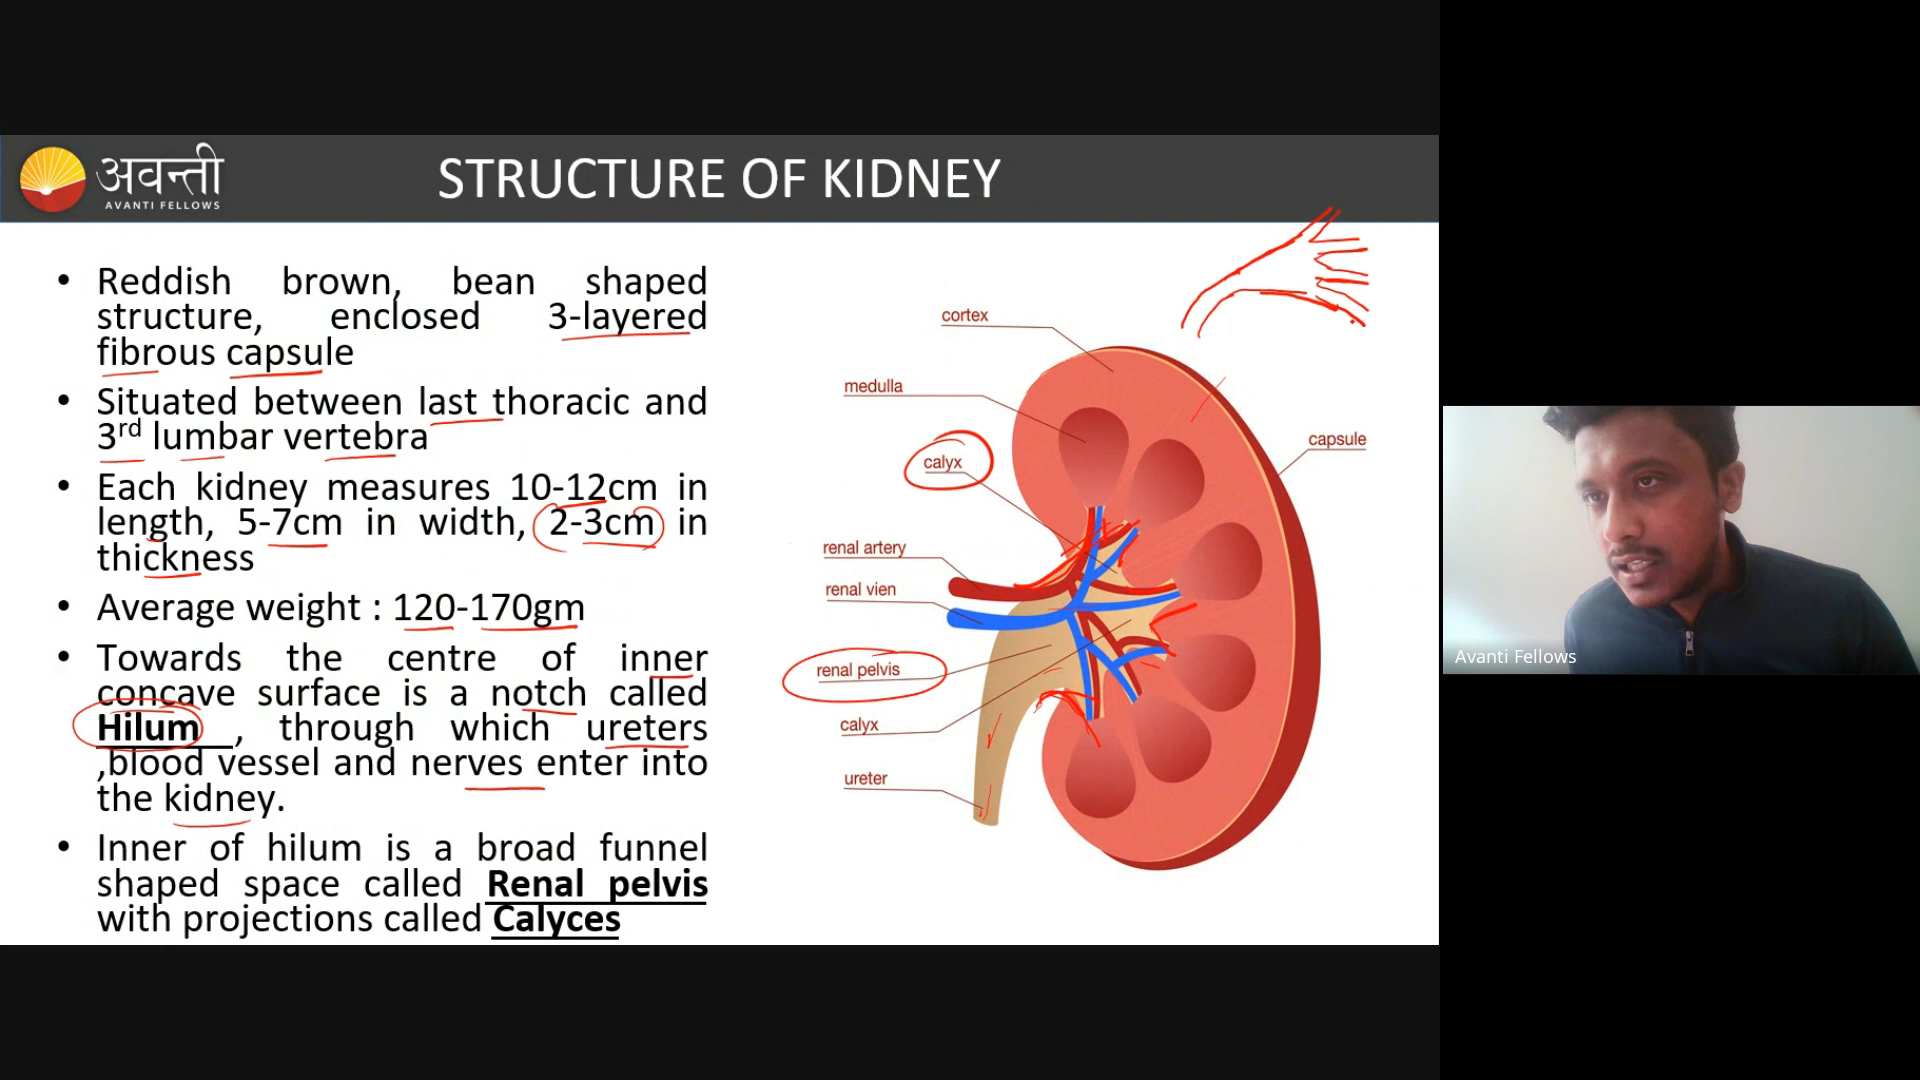 अवन्ती
AVANTI FELLOWS
STRUCTURE OF KIDNEY
• Reddish brown, bean shaped
structure, enclosed 3-layered
fibrous capsule
• Situated between last thoracic and
3rd lumbar vertebra
• Each kidney measures 10-12cm in
length, 5-7cm in width, 2-3cm in
thickness
• Average weight : 120-170gm
• Towards the centre of inner
concave surface is a notch called
Hilum , through which ureters
,blood vessel and nerves enter into
the kidney.
• Inner of hilum is a broad funnel
shaped space called Renal pelvis
with projections called Calyces
cortex
medulla
calyx
capsule
renal artery
renal vien
renal pelvis
calyx
ureter
Avanti Fellows